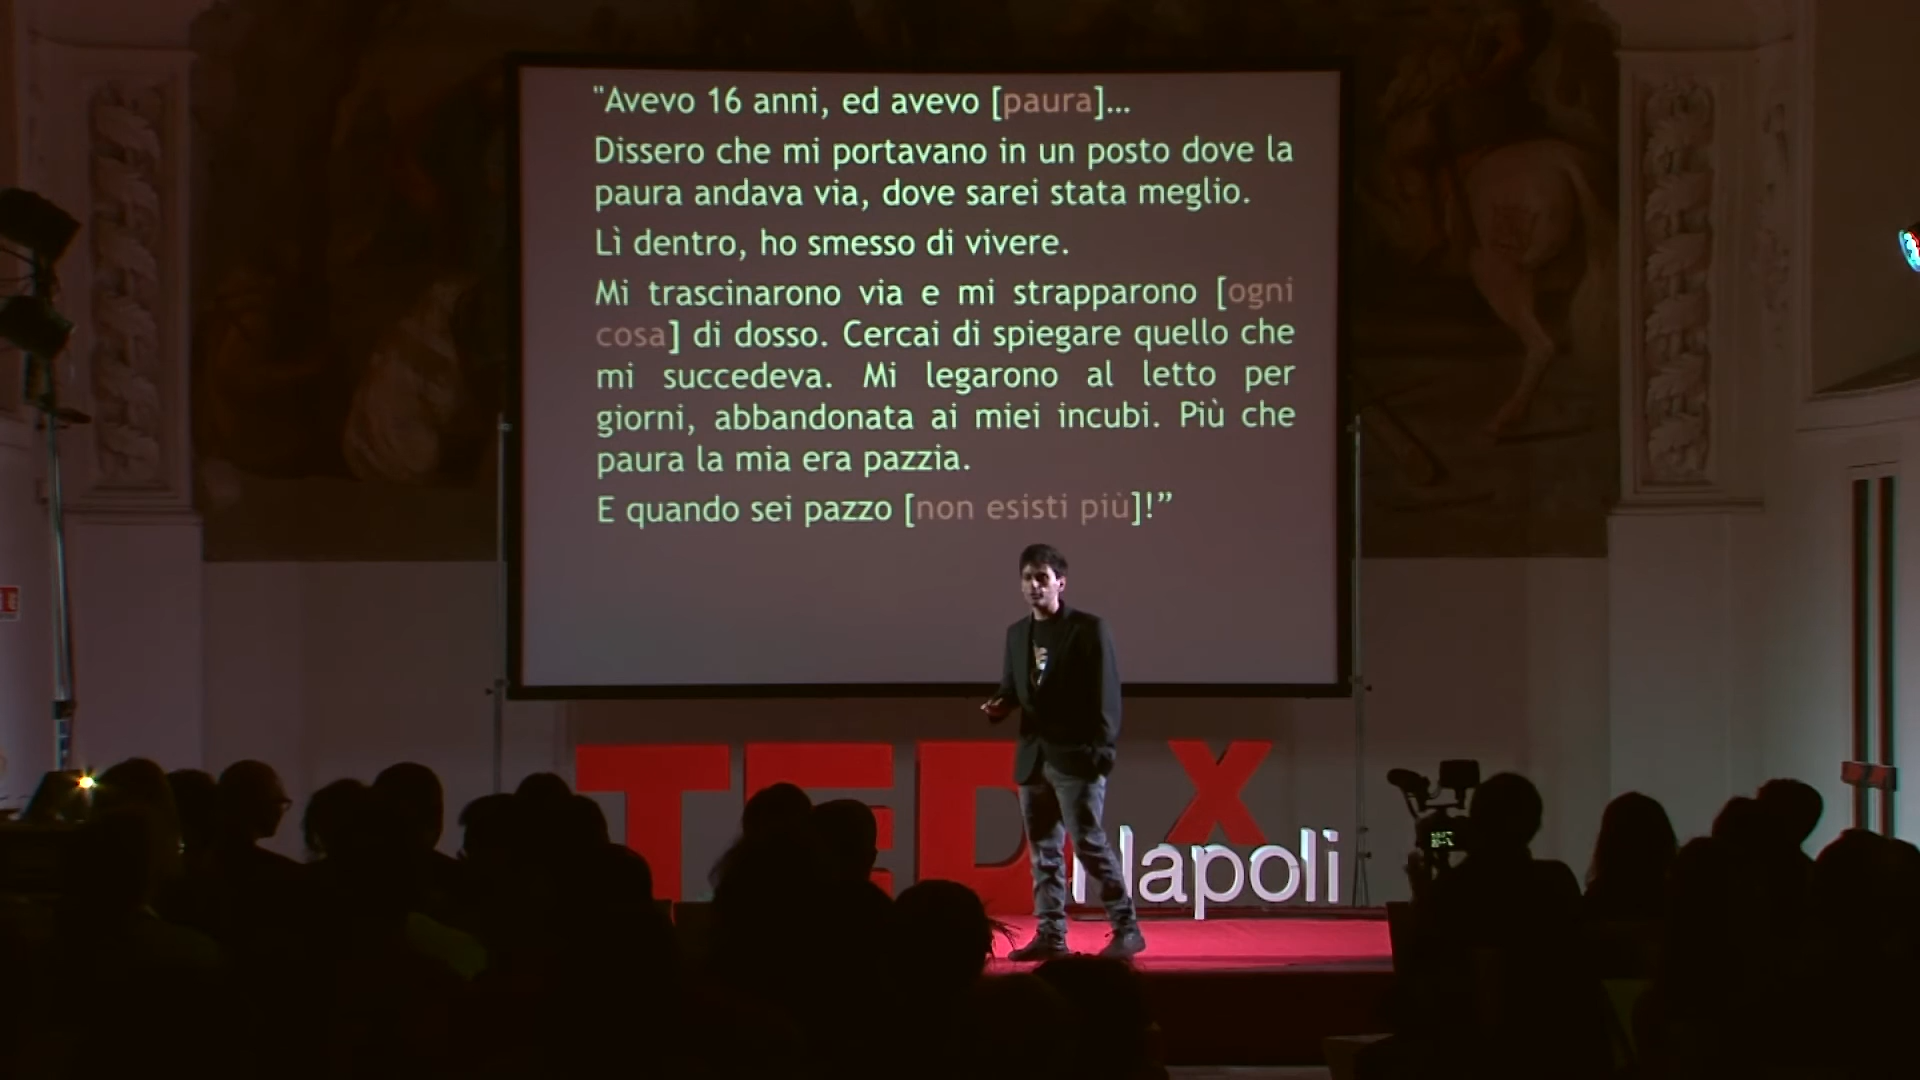 "Avevo 16 anni, ed avevo [paura]...
Dissero che mi portavano in un posto dove la
paura andava via, dove sarei stata meglio.
Lì dentro, ho smesso di vivere.
Mi trascinarono via e mi strapparono [ogni
cosa] di dosso. Cercai di spiegare quello che
mi succedeva. Mi legarono al letto per
giorni, abbandonata ai miei incubi. Più che
paura la mia era pazzia.
E quando sei pazzo [non esisti più]!”
TEDx
Napoli